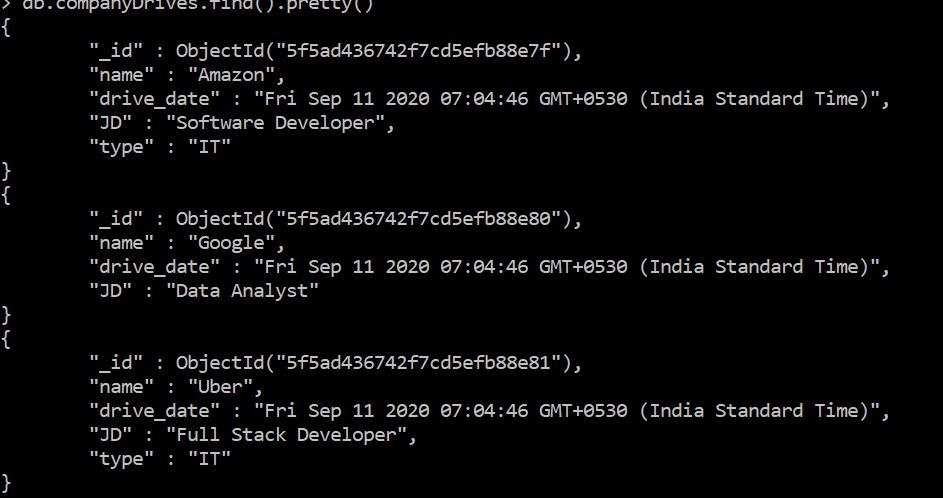 > db.companyDrives.find().pretty()
{
        "_id" : ObjectId("5f5ad436742f7cd5efb88e7f"),
        "name" : "Amazon",
        "drive_date" : "Fri Sep 11 2020 07:04:46 GMT+0530 (India Standard Time)",
        "JD" : "Software Developer",
        "type" : "IT"
}
{
        "_id" : ObjectId("5f5ad436742f7cd5efb88e80"),
        "name" : "Google",
        "drive_date" : "Fri Sep 11 2020 07:04:46 GMT+0530 (India Standard Time)",
        "JD" : "Data Analyst"
}
{
        "_id" : ObjectId("5f5ad436742f7cd5efb88e81"),
        "name" : "Uber",
        "drive_date" : "Fri Sep 11 2020 07:04:46 GMT+0530 (India Standard Time)",
        "JD" : "Full Stack Developer",
        "type" : "IT"
}